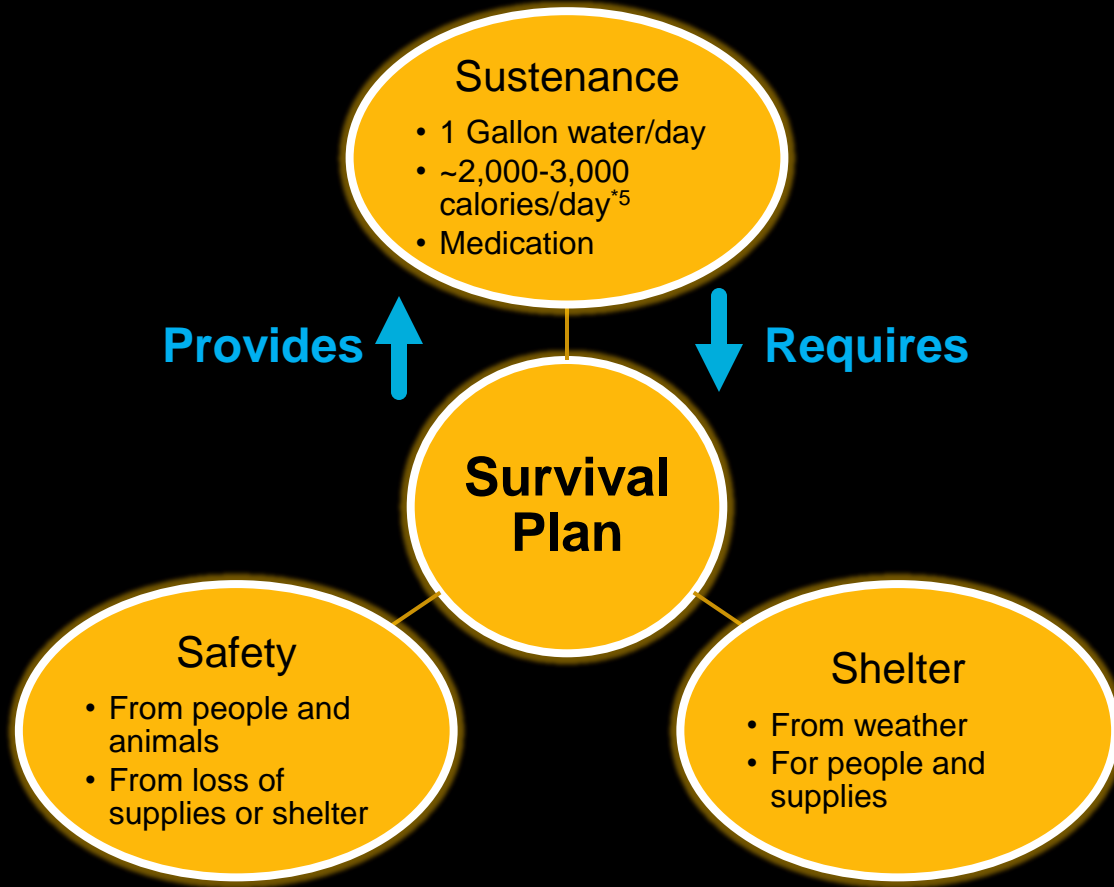 Sustenance
• 1 Gallon water/day
• ~2,000-3,000
calories/day*5
• Medication
Provides
Requires
Survival
Plan
Safety
• From people and
animals
• From loss of
supplies or shelter
Shelter
• From weather
• For people and
supplies